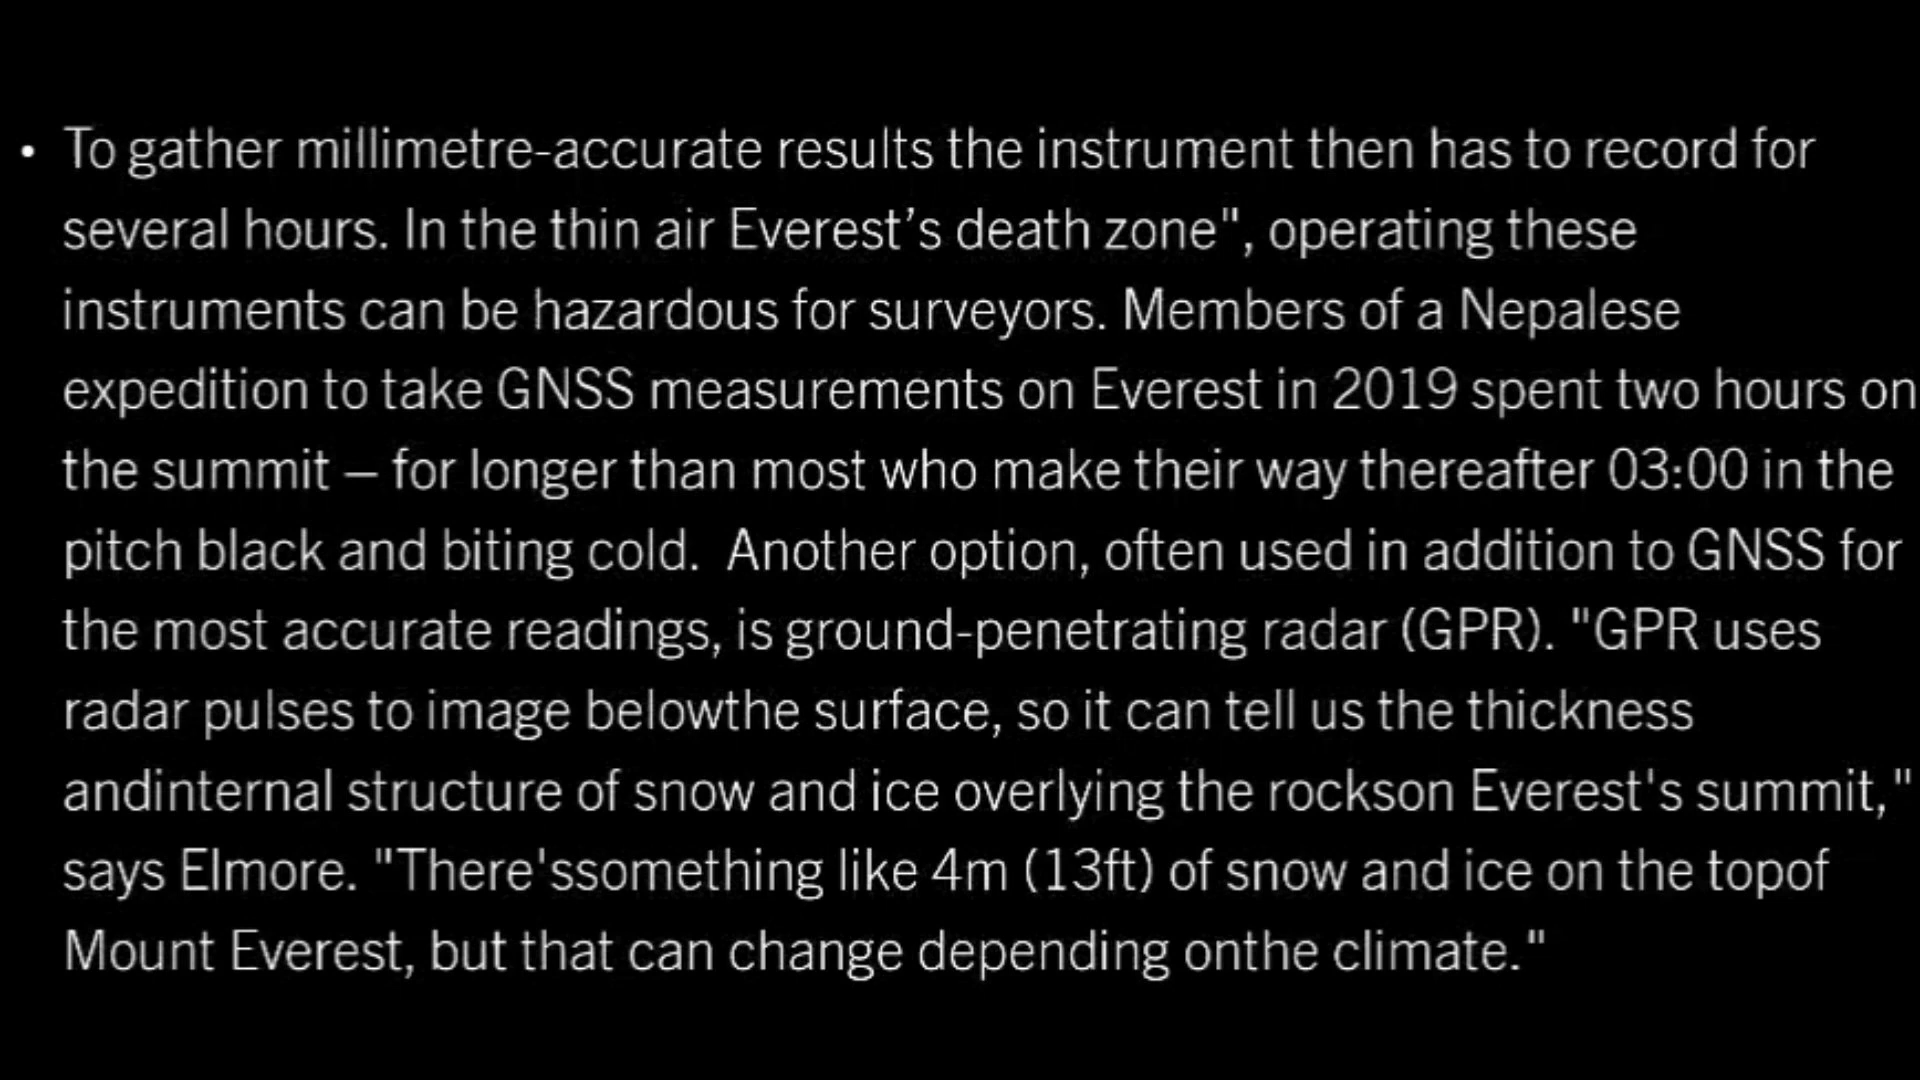 • To gather millimetre-accurate results the instrument then has to record for
several hours. In the thin air Everest’s death zone", operating these
instruments can be hazardous for surveyors. Members of a Nepalese
expedition to take GNSS measurements on Everest in 2019 spent two hours on
the summit – for longer than most who make their way thereafter 03:00 in the
pitch black and biting cold.  Another option, often used in addition to GNSS for
the most accurate readings, is ground-penetrating radar (GPR). "GPR uses
radar pulses to image belowthe surface, so it can tell us the thickness
andinternal structure of snow and ice overlying the rockson Everest's summit,"
says Elmore. "There'ssomething like 4m (13ft) of snow and ice on the topof
Mount Everest, but that can change depending onthe climate."